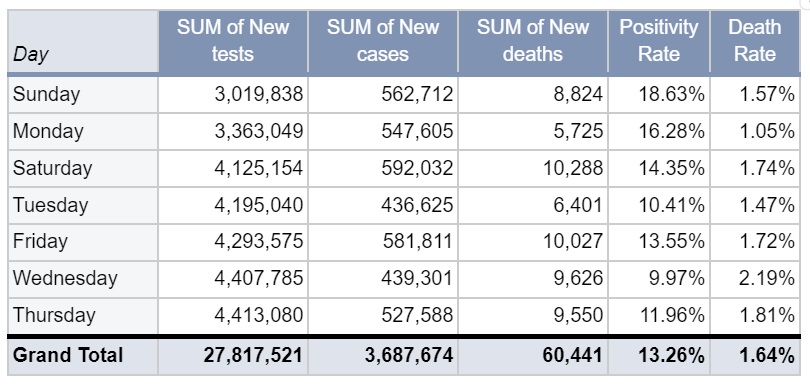 Day SUM of New tests SUM of New cases SUM of New deaths Positivity Rate Death Rate
Sunday 3,019,838 562,712 8,824 18.63% 1.57%
Monday 3,363,049 547,605 5,725 16.28% 1.05%
Saturday 4,125,154 592,032 10,288 14.35% 1.74%
Tuesday 4,195,040 436,625 6,401 10.41% 1.47%
Friday 4,293,575 581,811 10,027 13.55% 1.72%
Wednesday 4,407,785 439,301 9,626 9.97% 2.19%
Thursday 4,413,080 527,588 9,550 11.96% 1.81%
Grand Total 27,817,521 3,687,674 60,441 13.26% 1.64%